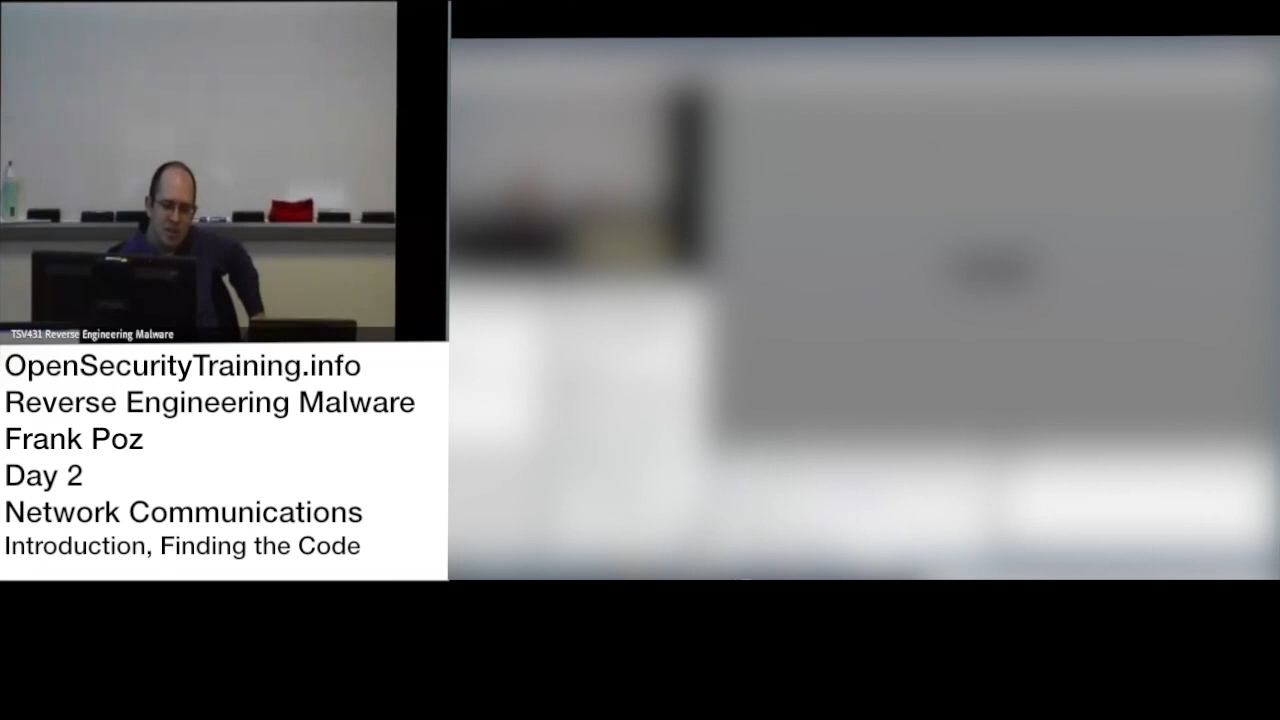 TSV431 Reverse Engineering Malware
OpenSecurityTraining.info
Reverse Engineering Malware
Frank Poz
Day 2
Network Communications
Introduction, Finding the Code